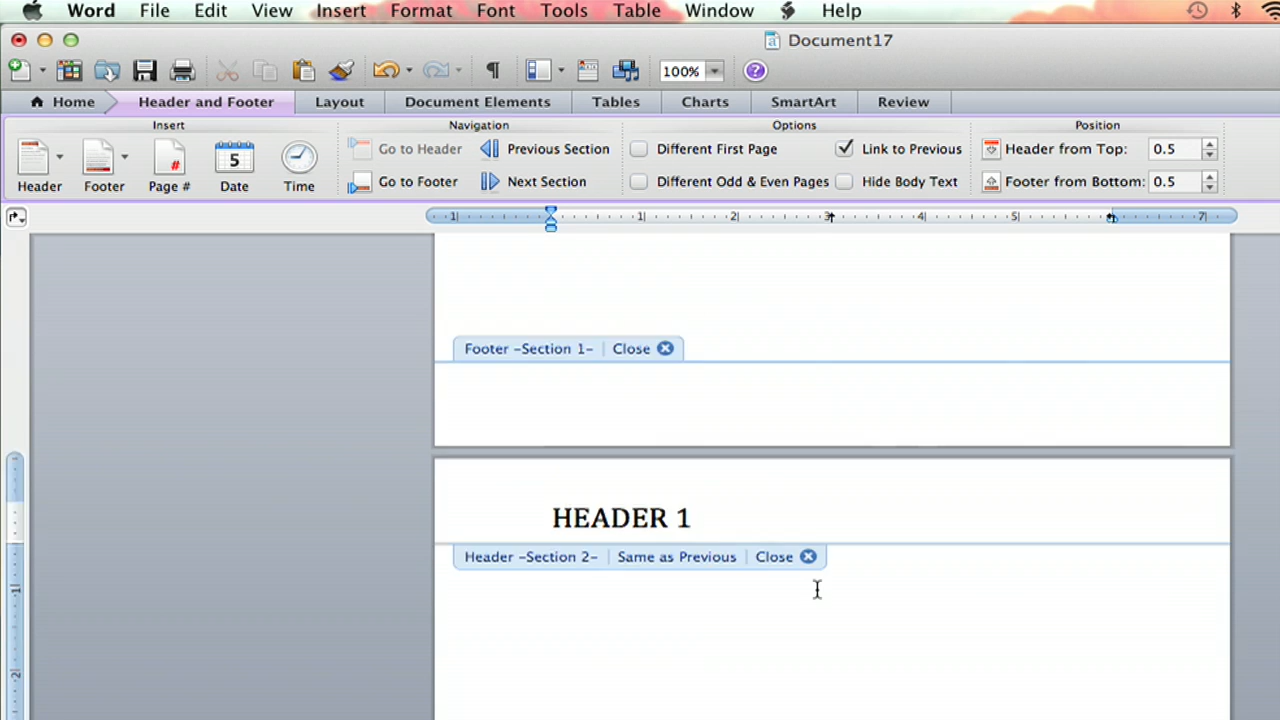 Word File Edit View Insert Format Font Tools Table Window Help
Document17
100%
Home Header and Footer Layout Document Elements Tables Charts SmartArt Review
Insert Navigation Options Position
Go to Header Previous Section Different First Page Link to Previous Header from Top: 0.5
5
Header Footer Page # Date Time
Go to Footer Next Section Different Odd & Even Pages Hide Body Text Footer from Bottom: 0.5
1 1 2 3 4 5 7
Footer -Section 1- Close
HEADER 1
Header -Section 2- Same as Previous Close
1
2